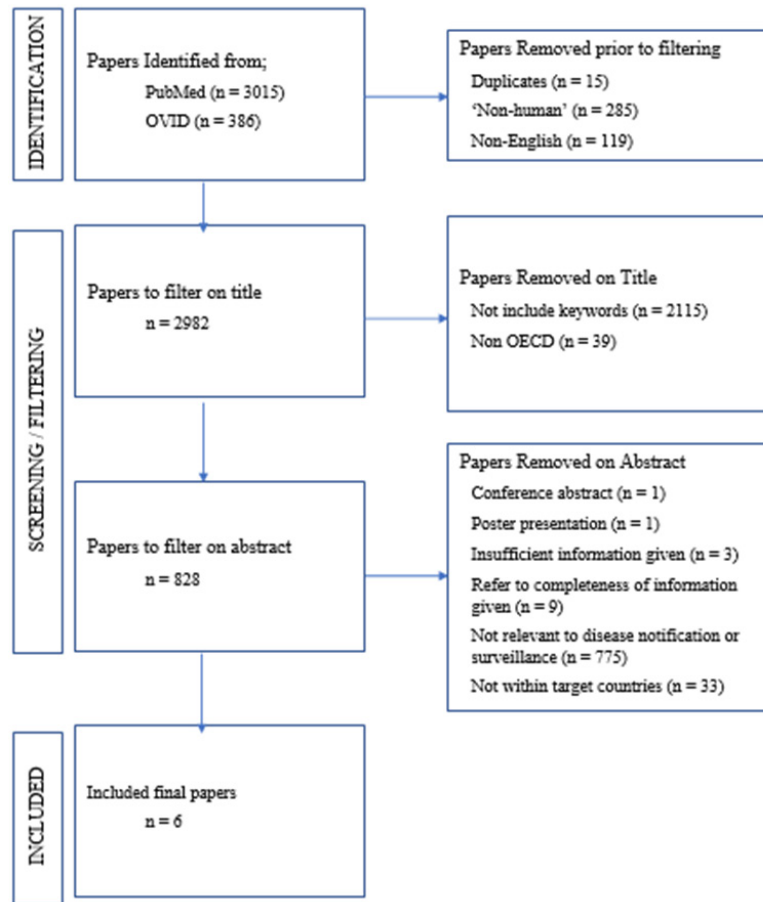 IDENTIFICATION
Papers Identified from;
PubMed (n = 3015)
OVID (n = 386)
Papers Removed prior to filtering
Duplicates (n = 15)
‘Non-human’ (n = 285)
Non-English (n = 119)
SCREENING / FILTERING
Papers to filter on title
n = 2982
Papers Removed on Title
Not include keywords (n = 2115)
Non OECD (n = 39)
Papers to filter on abstract
n = 828
Papers Removed on Abstract
Conference abstract (n = 1)
Poster presentation (n = 1)
Insufficient information given (n = 3)
Refer to completeness of information
given (n = 9)
Not relevant to disease notification or
surveillance (n = 775)
Not within target countries (n = 33)
INCLUDED
Included final papers
n = 6